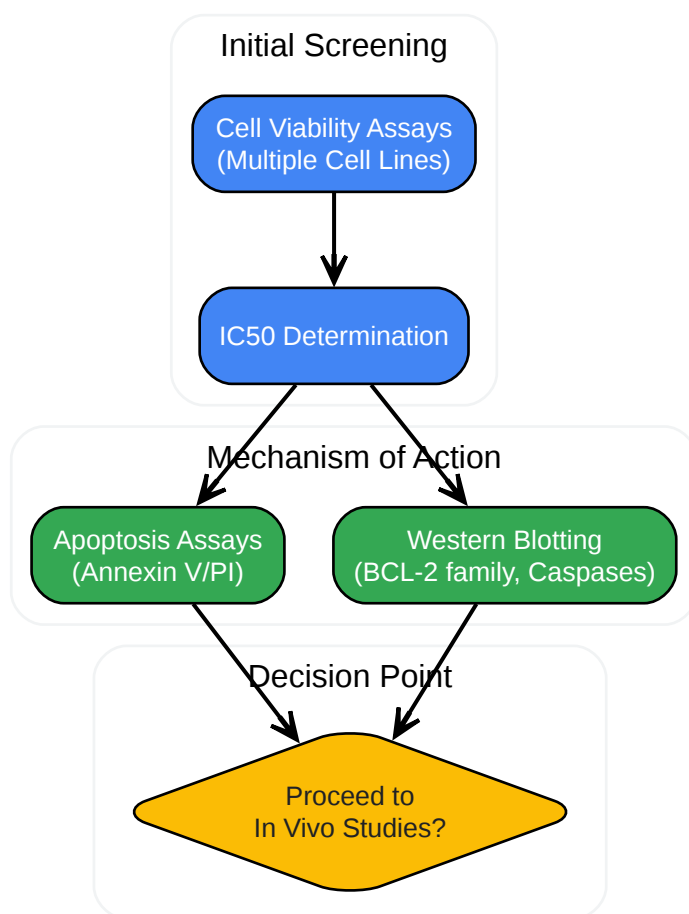 Initial Screening
Cell Viability Assays
(Multiple Cell Lines)
IC50 Determination
Mechanism of Action
Apoptosis Assays
(Annexin V/PI)
Western Blotting
(BCL-2 family, Caspases)
Decision Point
Proceed to
In Vivo Studies?